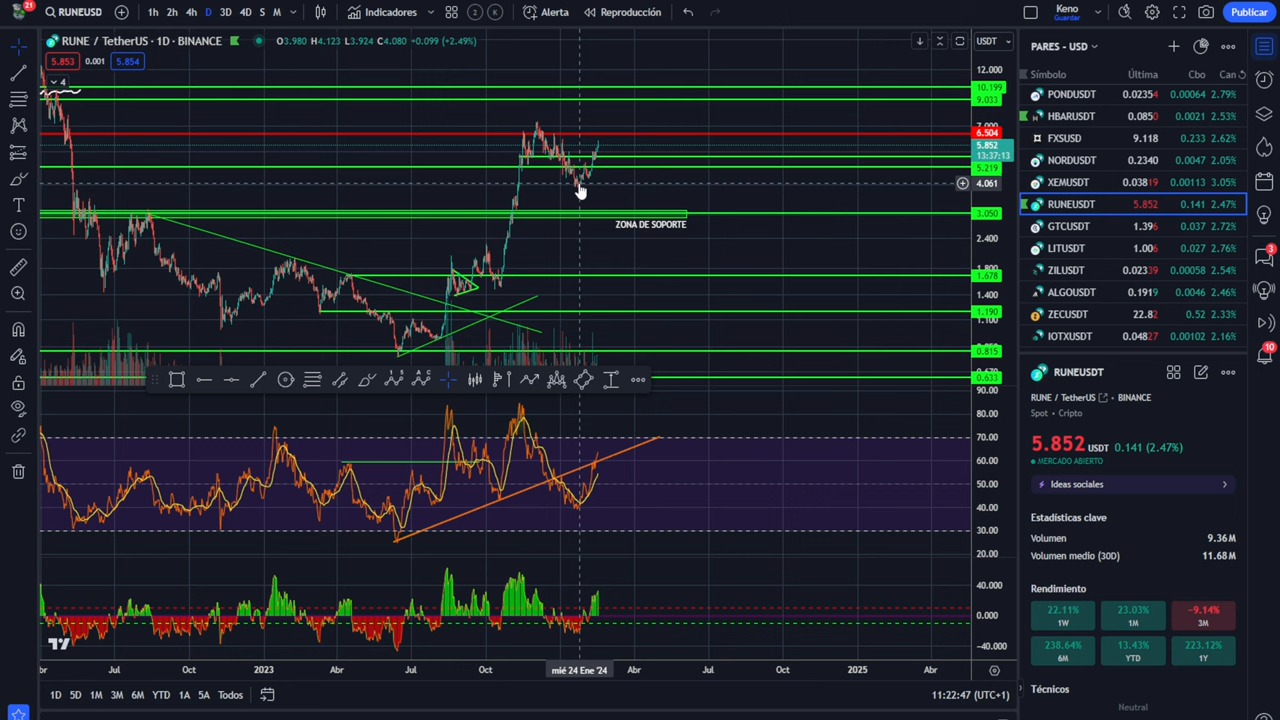 21
RUNEUSD
1h 2h 4h D 3D 4D S M
Indicadores
2 K
Alerta
Reproducción
Keno
Guardar
Publicar
RUNE / TetherUS · 1D · BINANCE
O3.980 H4.123 L3.924 C4.080 +0.099 (+2.49%)
5.853 0.001 5.854
4
USDT
12.000
10.199
9.033
7.000
6.504
5.852
13:37:13
5.219
4.061
3.050
ZONA DE SOPORTE
2.400
1.678
1.400
1.190
0.815
0.633
90.00
80.00
70.00
60.00
50.00
40.00
30.00
20.00
40.000
0.000
−40.000
Jul Oct 2023 Abr Jul Oct mié 24 Ene '24 Abr Jul Oct 2025 Abr
1D 5D 1M 3M 6M YTD 1A 5A Todos
11:22:47 (UTC+1)
PARES - USD
Símbolo Última Cbo Can
PONDUSDT 0.02354 0.00064 2.79%
HBARUSDT 0.0850 0.0021 2.53%
FXSUSD 9.118 0.233 2.62%
NORDUSDT 0.2340 0.0047 2.05%
XEMUSDT 0.03819 0.00113 3.05%
RUNEUSDT 5.852 0.141 2.47%
GTCUSDT 1.396 0.037 2.72%
LITUSDT 1.006 0.027 2.76%
ZILUSDT 0.02339 0.00058 2.54%
ALGOUSDT 0.1919 0.0046 2.46%
ZECUSDT 22.82 0.52 2.33%
IOTXUSDT 0.04827 0.00102 2.16%
RUNEUSDT
RUNE / TetherUS · BINANCE
Spot • Cripto
5.852 USDT 0.141 (2.47%)
MERCADO ABIERTO
Ideas sociales
Estadísticas clave
Volumen 9.36 M
Volumen medio (30D) 11.68 M
Rendimiento
22.11% 23.03% −9.14%
1W 1M 3M
238.64% 13.43% 223.12%
6M YTD 1Y
Técnicos
Neutral
3
10